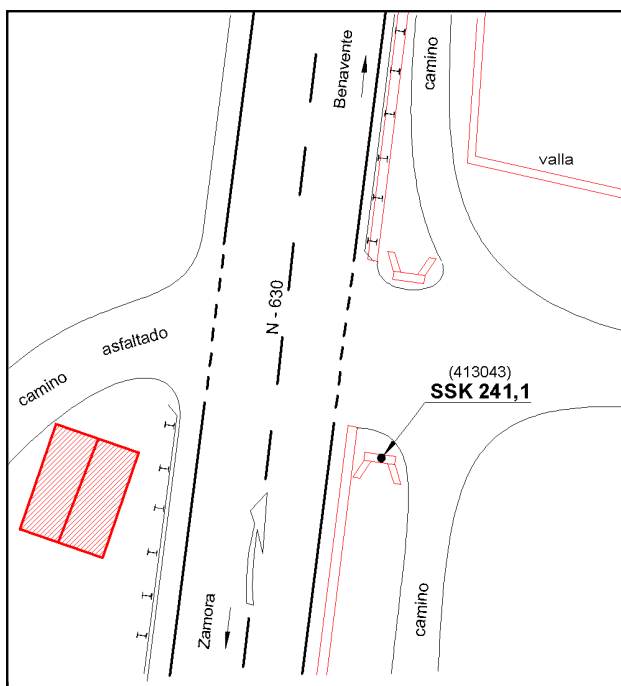 Benavente
camino
valla
N - 630
asfaltado
camino
(413043)
SSK 241,1
Zamora
camino